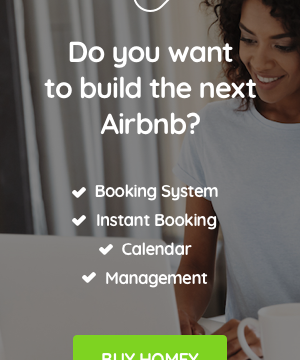 Do you want
to build the next
Airbnb?
Booking System
Instant Booking
Calendar
Management
BUY HOMEY